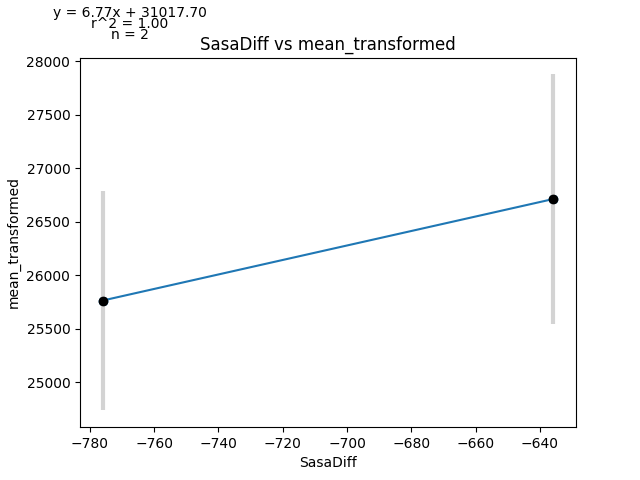 y = 6.77x + 31017.70
r^2 = 1.00
n = 2
SasaDiff vs mean_transformed
28000
27500
27000
26500
26000
25500
25000
mean_transformed
−780
−760
−740
−720
−700
−680
−660
−640
SasaDiff